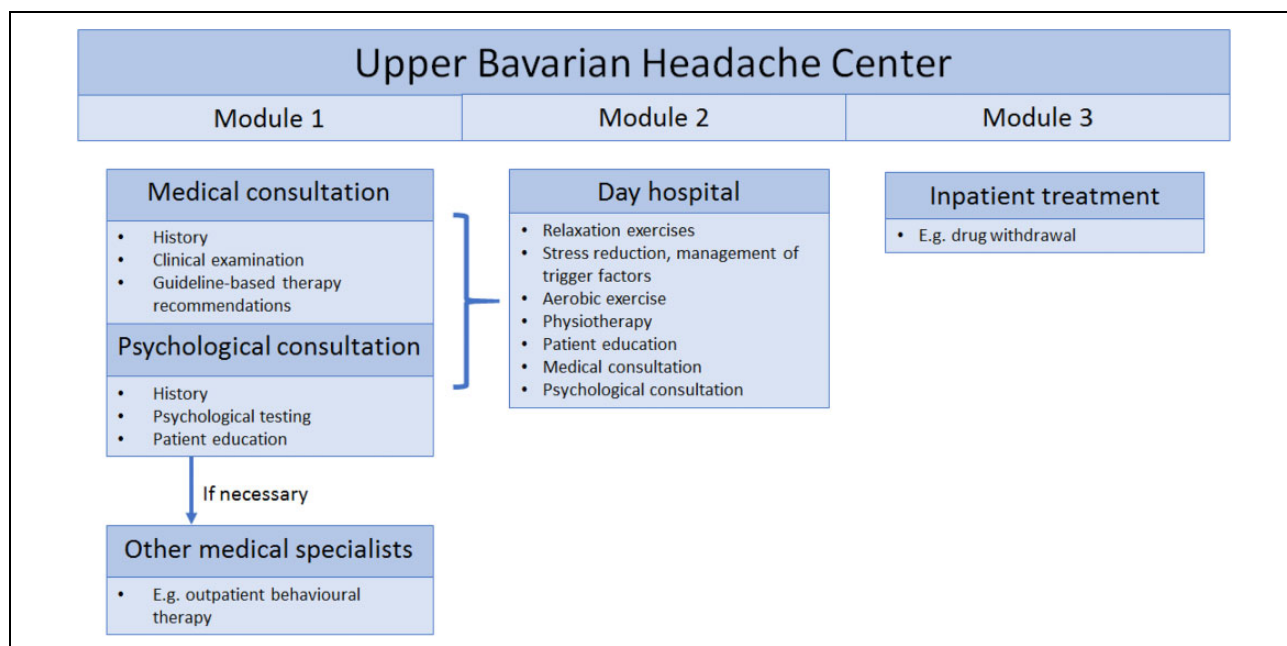 Upper Bavarian Headache Center
Module 1
Module 2
Module 3
Medical consultation
• History
• Clinical examination
• Guideline-based therapy
recommendations
Psychological consultation
• History
• Psychological testing
• Patient education
If necessary
Other medical specialists
• E.g. outpatient behavioural
therapy
Day hospital
• Relaxation exercises
• Stress reduction, management of
trigger factors
• Aerobic exercise
• Physiotherapy
• Patient education
• Medical consultation
• Psychological consultation
Inpatient treatment
• E.g. drug withdrawal